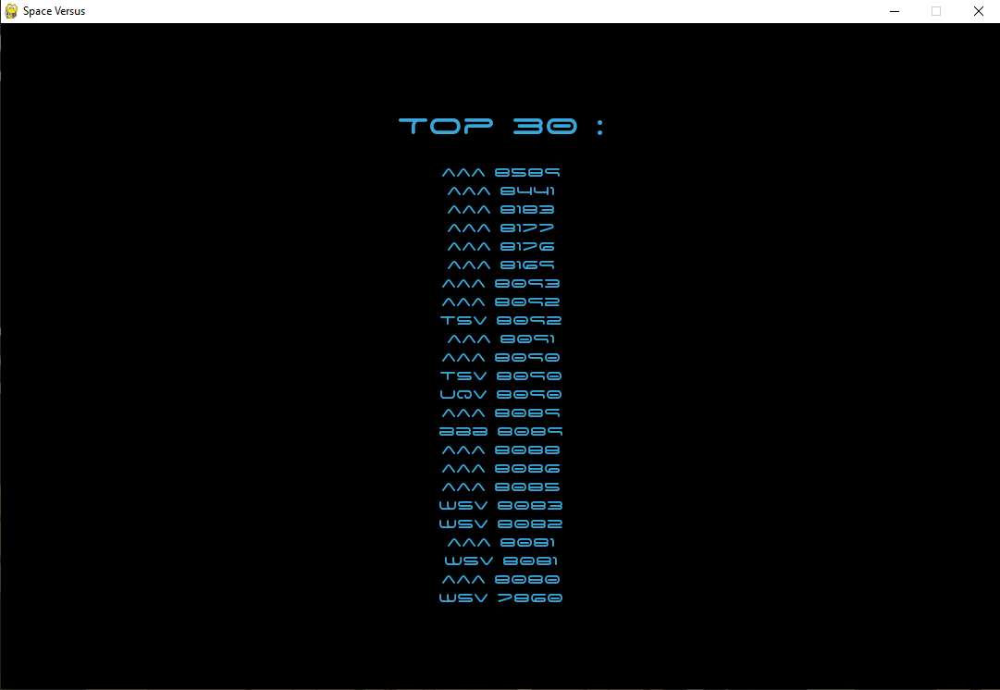 Space Versus
TOP 30 :
AAA 8589
AAA 8441
AAA 8183
AAA 8177
AAA 8176
AAA 8169
AAA 8093
AAA 8092
TSV 8092
AAA 8091
AAA 8090
TSV 8090
UQV 8090
AAA 8089
aaa 8089
AAA 8088
AAA 8086
AAA 8085
WSV 8083
WSV 8082
AAA 8081
WSV 8081
AAA 8080
WSV 7860